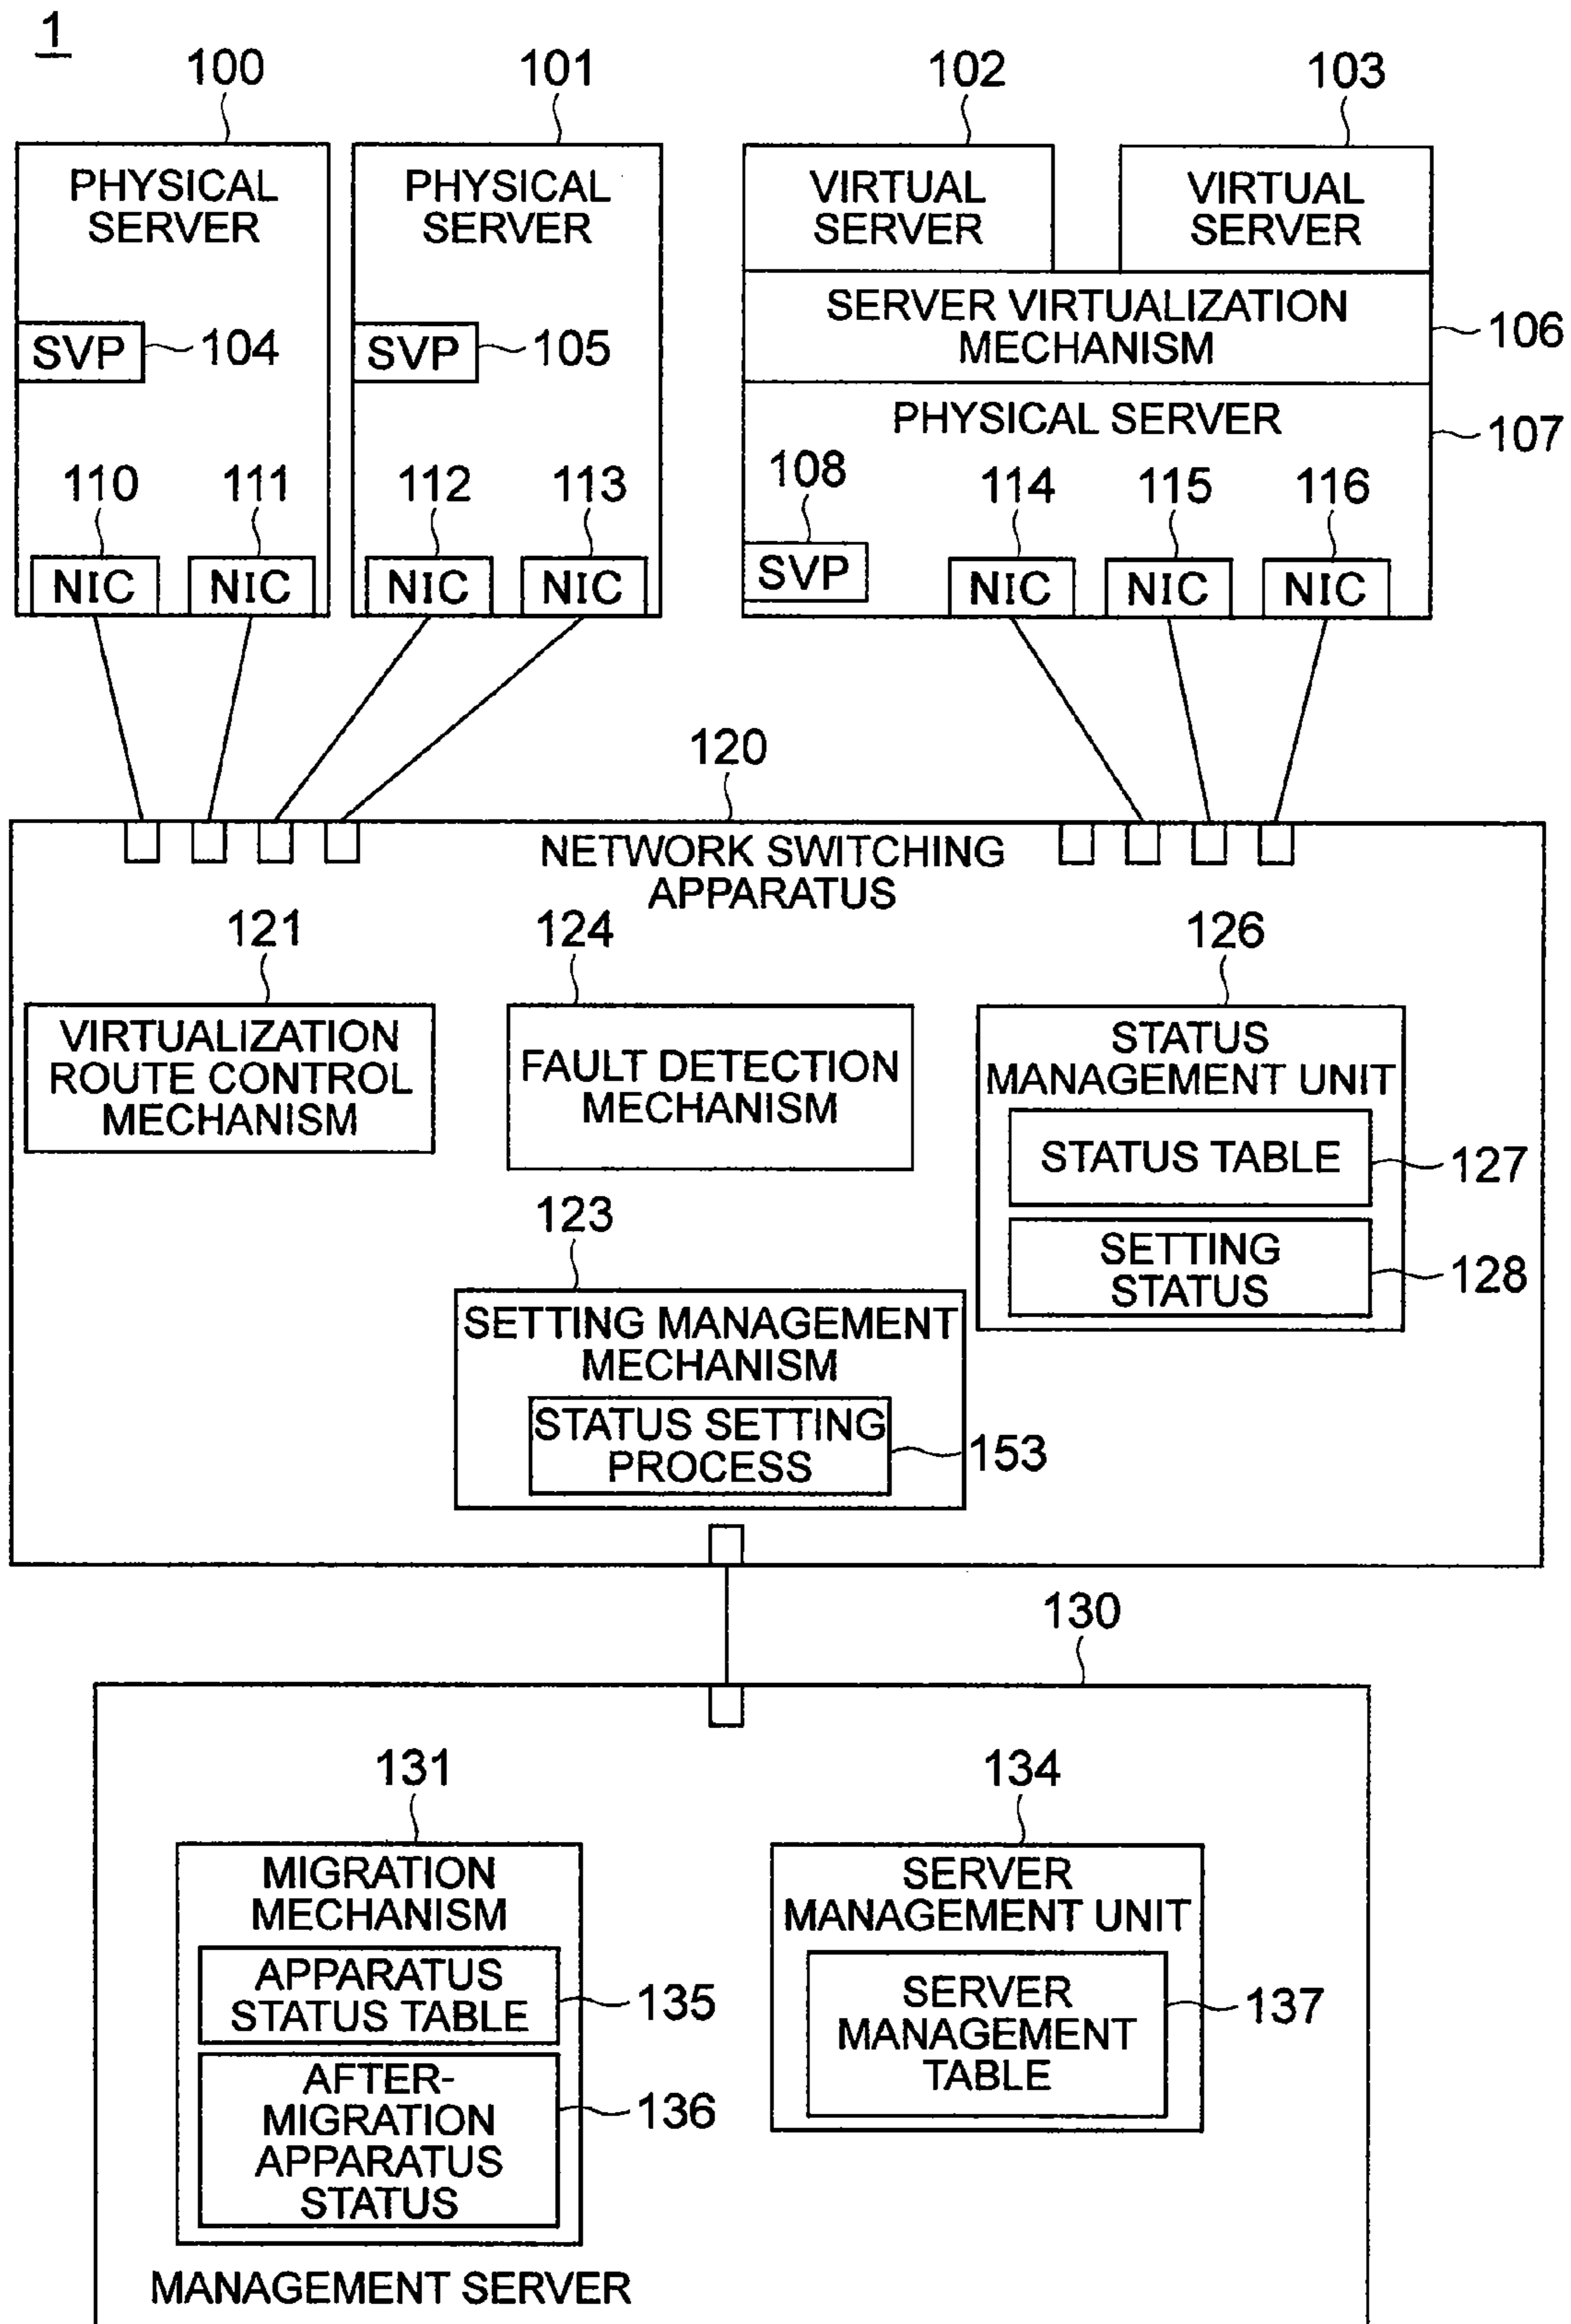 1
100
101
102
103
PHYSICAL
SERVER
PHYSICAL
SERVER
VIRTUAL
SERVER
VIRTUAL
SERVER
SERVER VIRTUALIZATION
MECHANISM
106
SVP
104
SVP
105
PHYSICAL SERVER
107
110
111
112
113
108
114
115
116
NIC
NIC
NIC
NIC
SVP
NIC
NIC
NIC
120
NETWORK SWITCHING
APPARATUS
121
124
126
VIRTUALIZATION
ROUTE CONTROL
MECHANISM
FAULT DETECTION
MECHANISM
STATUS
MANAGEMENT UNIT
STATUS TABLE
127
SETTING
STATUS
128
123
SETTING MANAGEMENT
MECHANISM
STATUS SETTING
PROCESS
153
130
131
134
MIGRATION
MECHANISM
APPARATUS
STATUS TABLE
135
AFTER-
MIGRATION
APPARATUS
STATUS
136
SERVER
MANAGEMENT UNIT
SERVER
MANAGEMENT
TABLE
137
MANAGEMENT SERVER